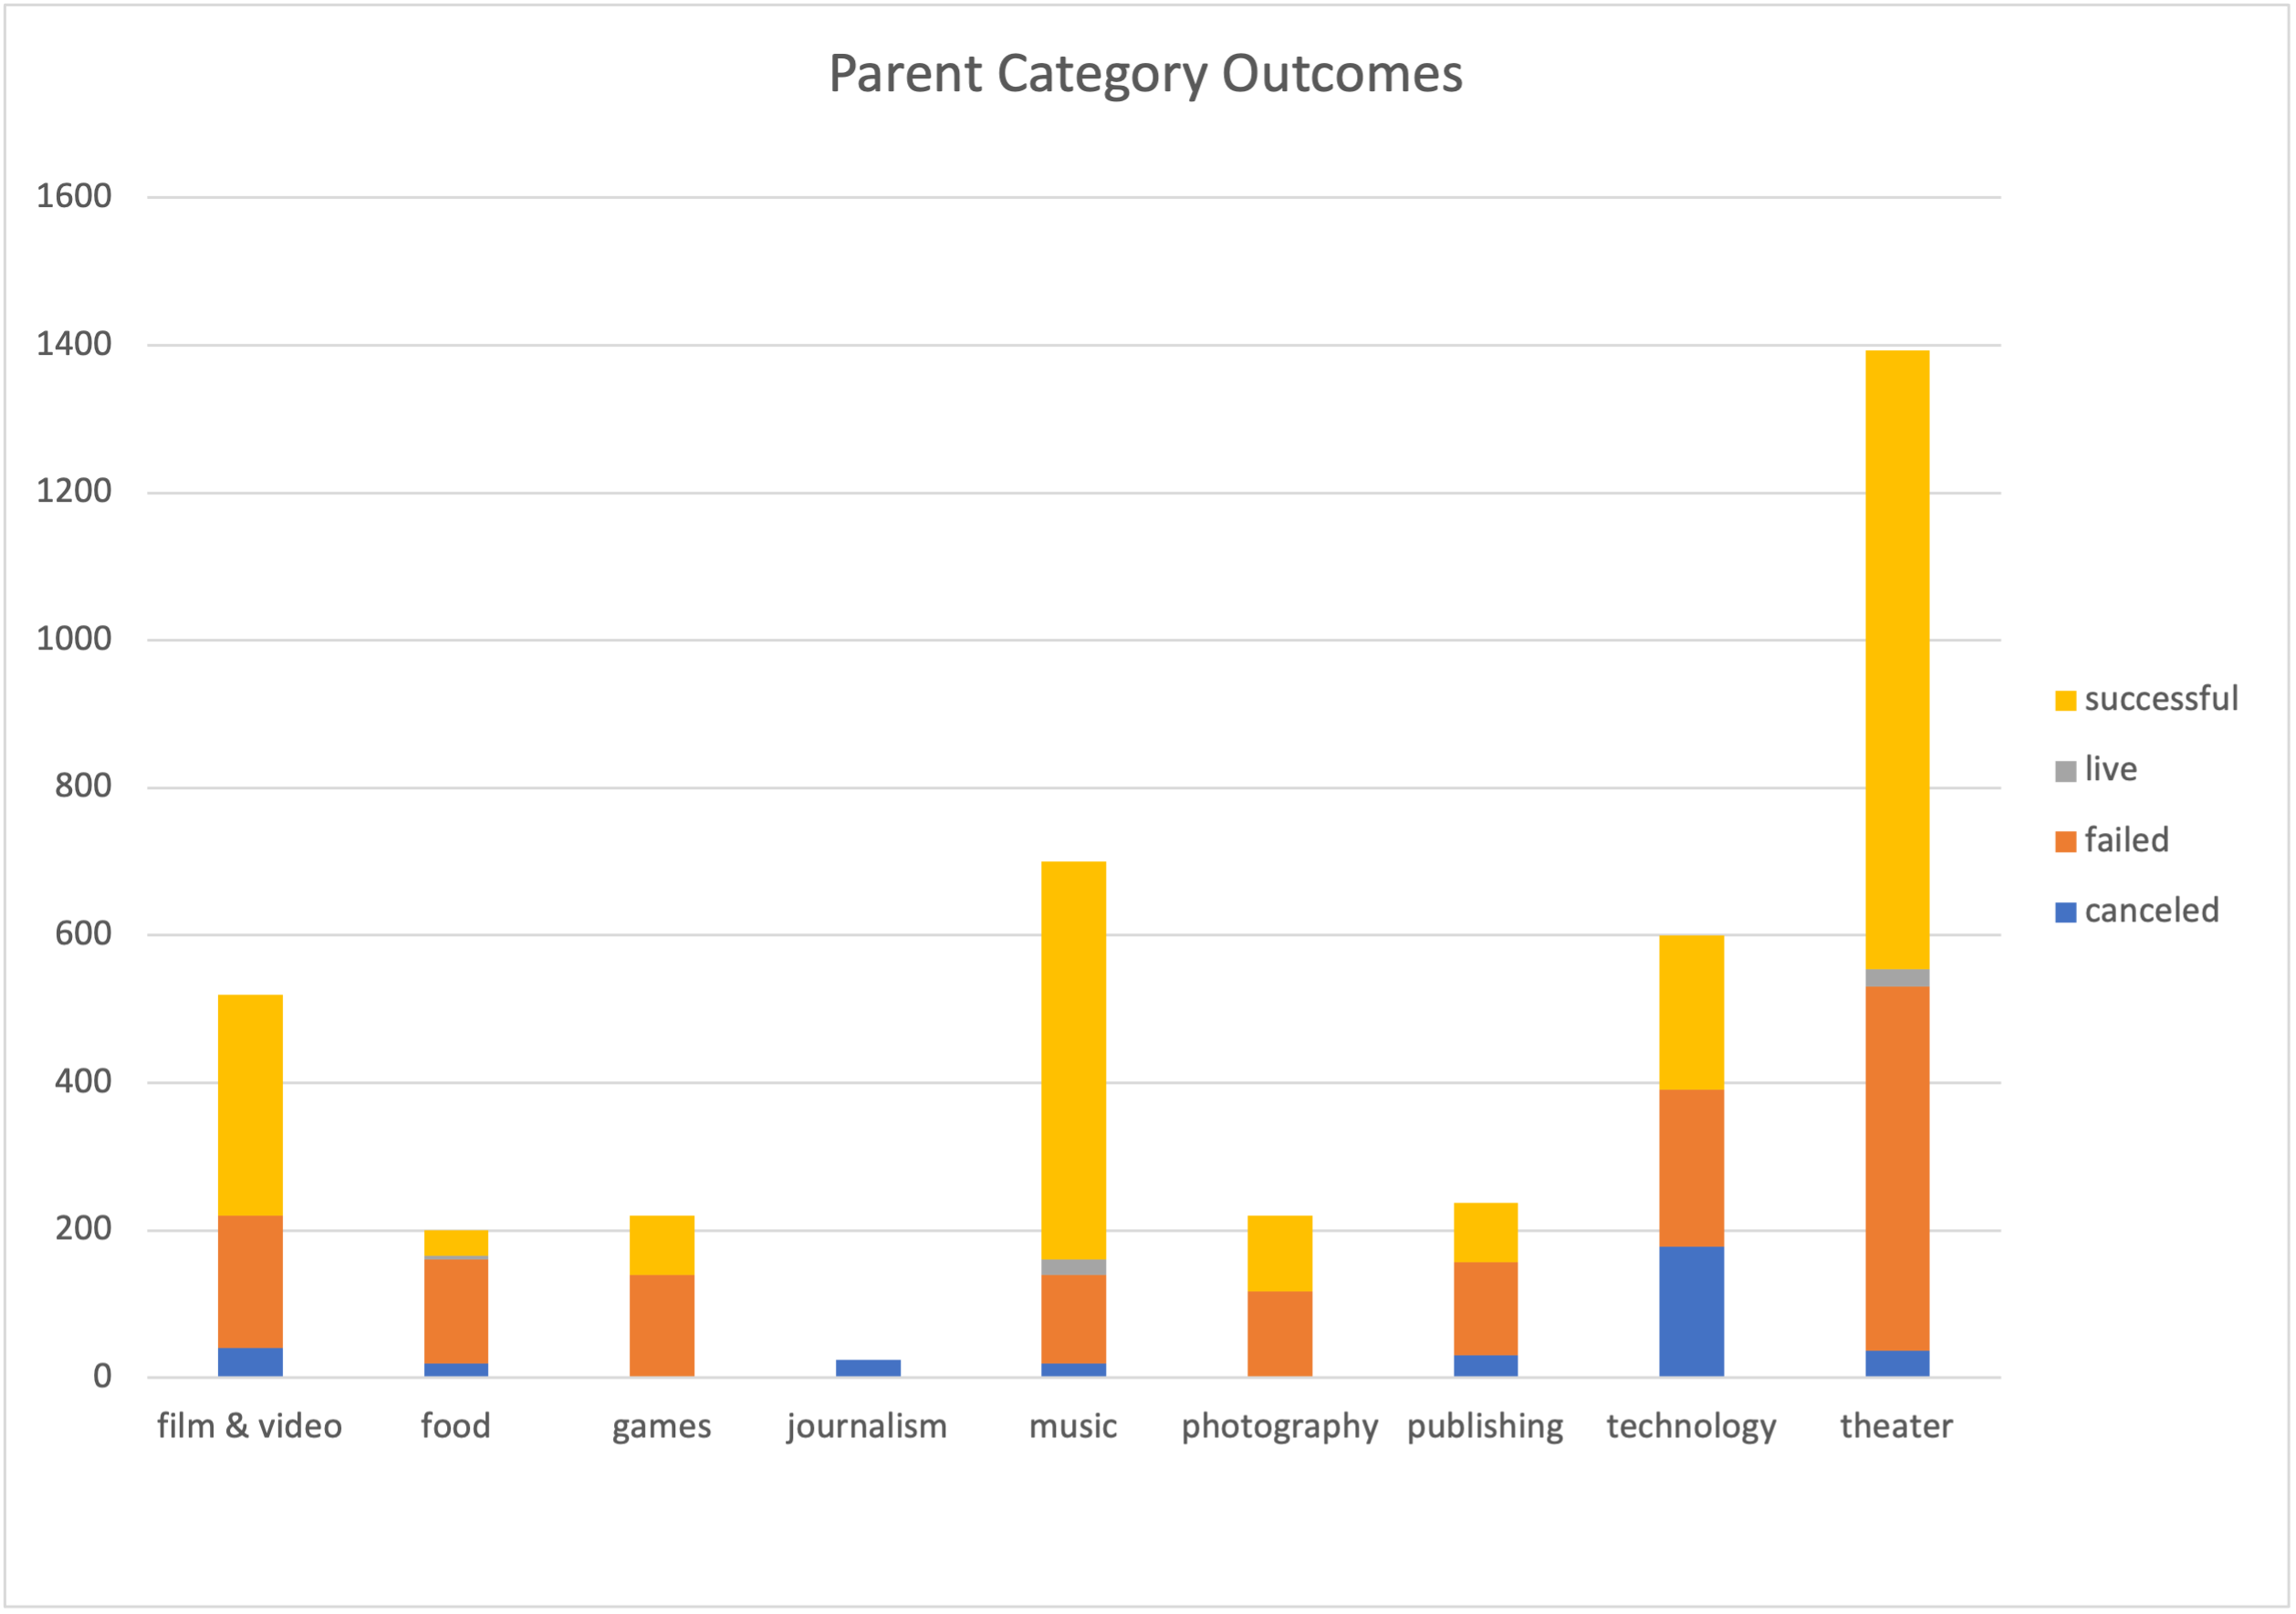 Parent Category Outcomes
1600
1400
1200
1000
800
600
400
200
0
successful
live
failed
canceled
film & video food games journalism music photography publishing technology theater